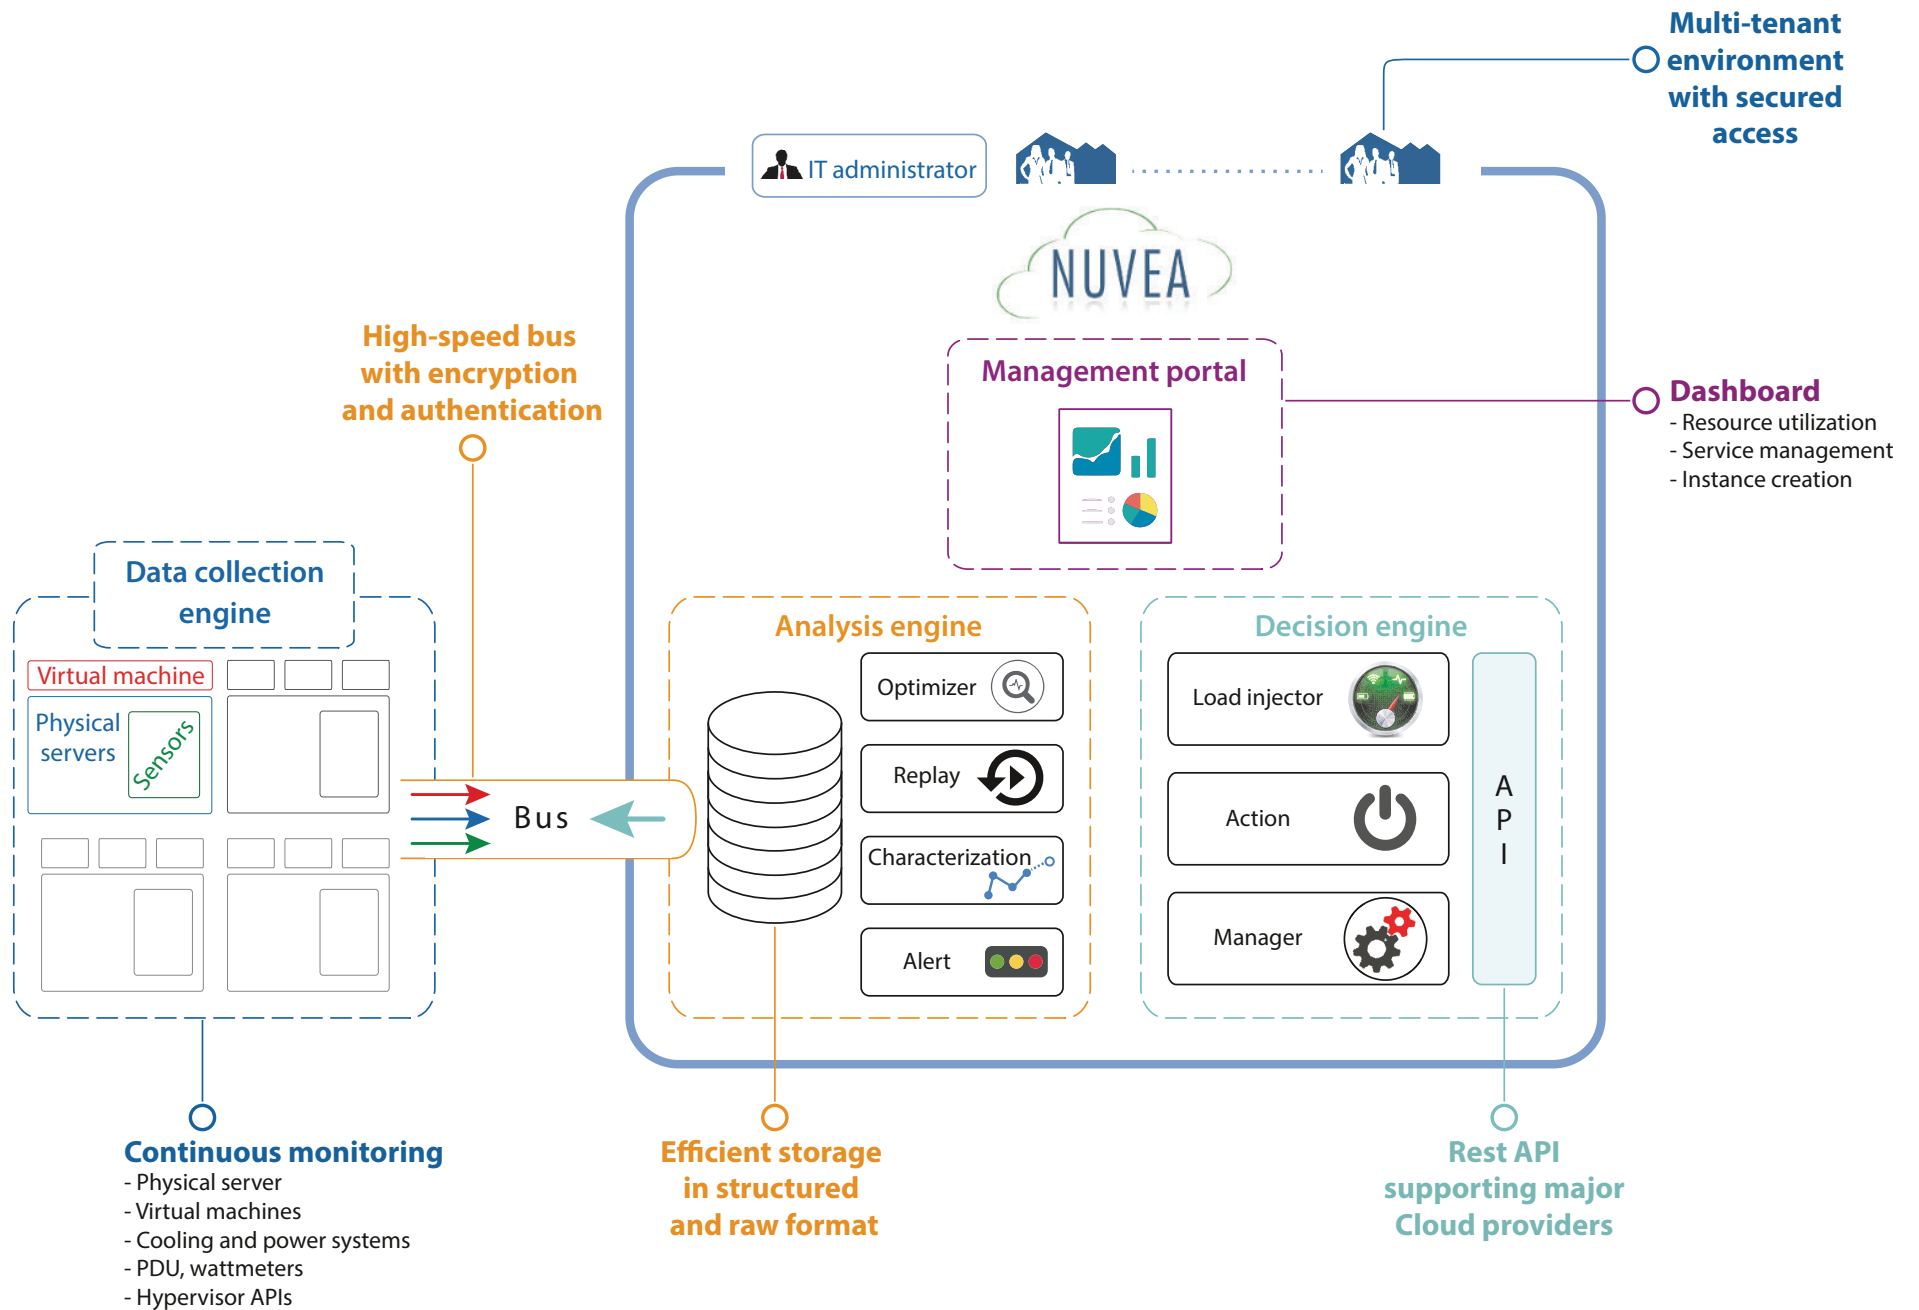 Multi-tenant
environment
with secured
access
IT administrator
NUVEA
High-speed bus
with encryption
and authentication
Management portal
Dashboard
- Resource utilization
- Service management
- Instance creation
Data collection
engine
Virtual machine
Physical
servers
Sensors
Bus
Analysis engine
Optimizer
Replay
Characterization
Alert
Decision engine
Load injector
Action
Manager
A
P
I
Continuous monitoring
- Physical server
- Virtual machines
- Cooling and power systems
- PDU, wattmeters
- Hypervisor APIs
Efficient storage
in structured
and raw format
Rest API
supporting major
Cloud providers